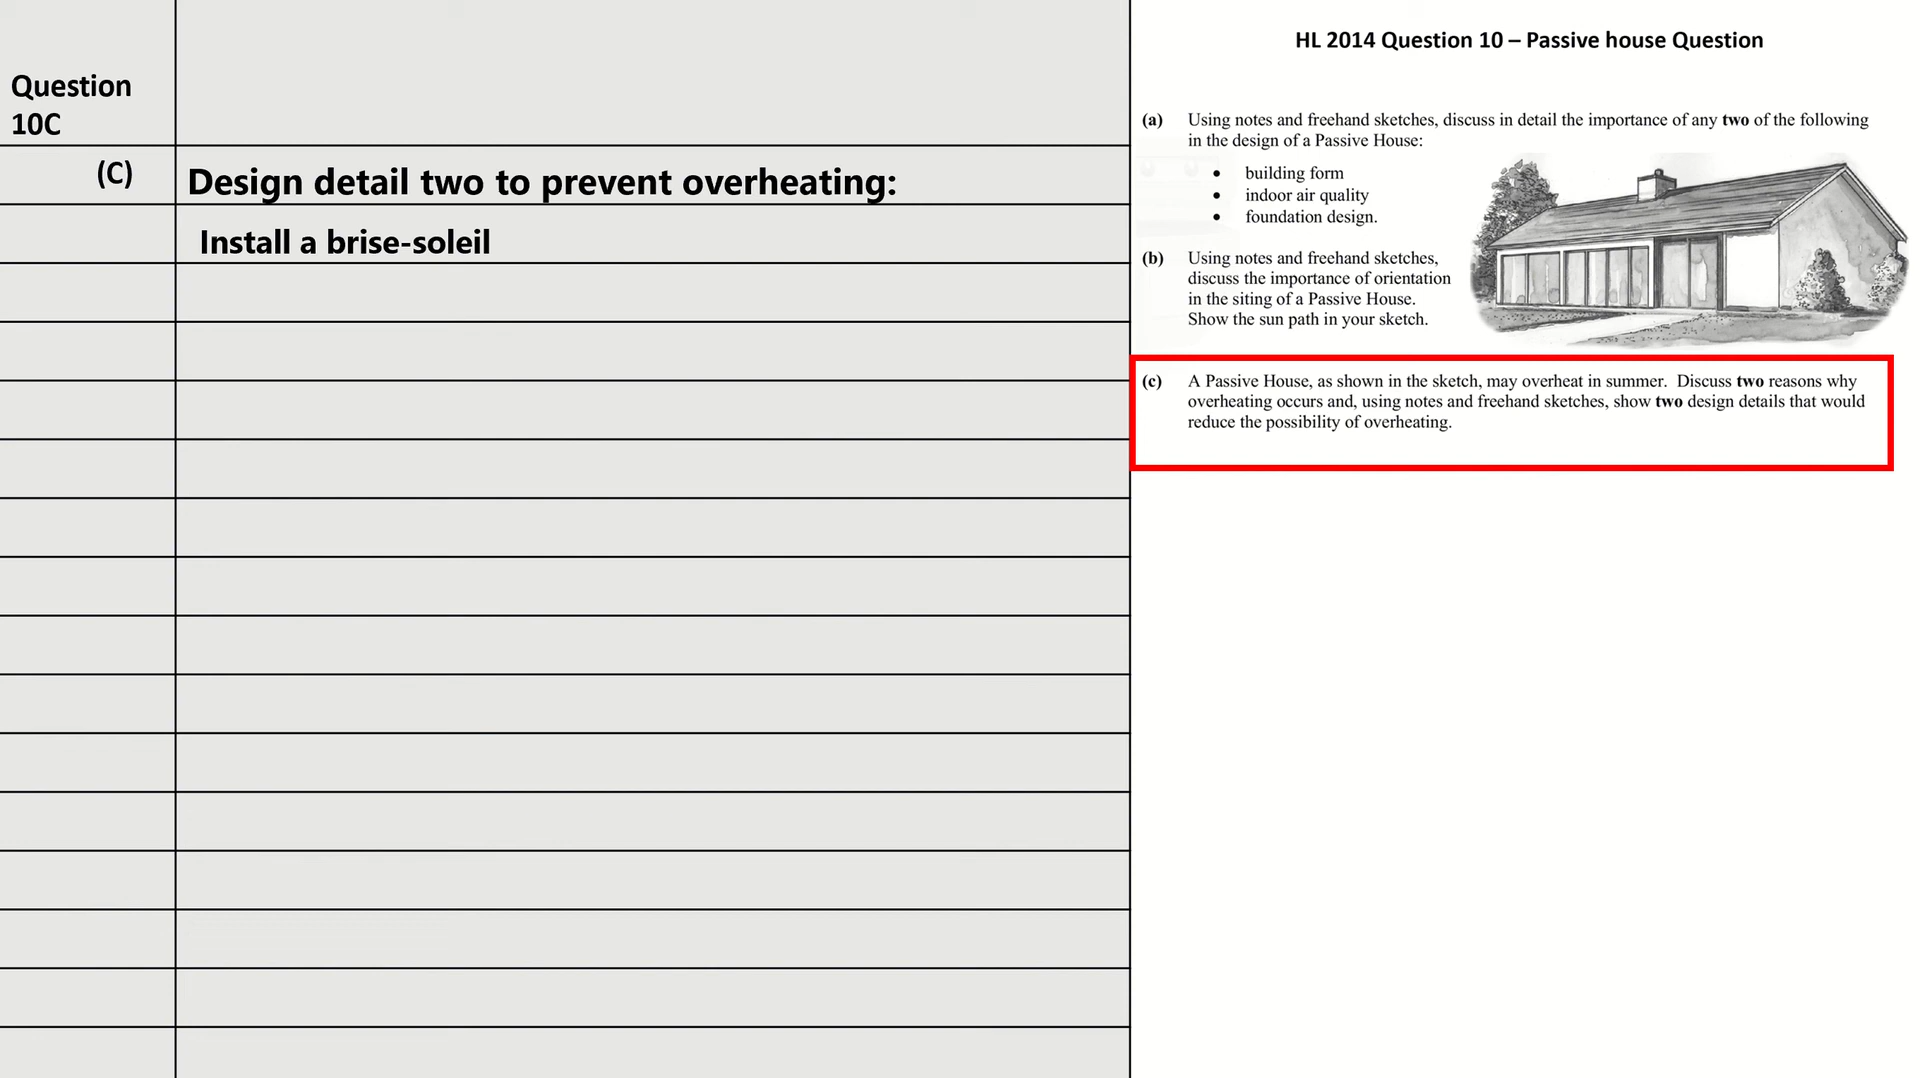 Question
10C
(C)
Design detail two to prevent overheating:
Install a brise-soleil
HL 2014 Question 10 – Passive house Question
(a) Using notes and freehand sketches, discuss in detail the importance of any two of the following
in the design of a Passive House:
• building form
• indoor air quality
• foundation design.
(b) Using notes and freehand sketches,
discuss the importance of orientation
in the siting of a Passive House.
Show the sun path in your sketch.
(c) A Passive House, as shown in the sketch, may overheat in summer. Discuss two reasons why
overheating occurs and, using notes and freehand sketches, show two design details that would
reduce the possibility of overheating.